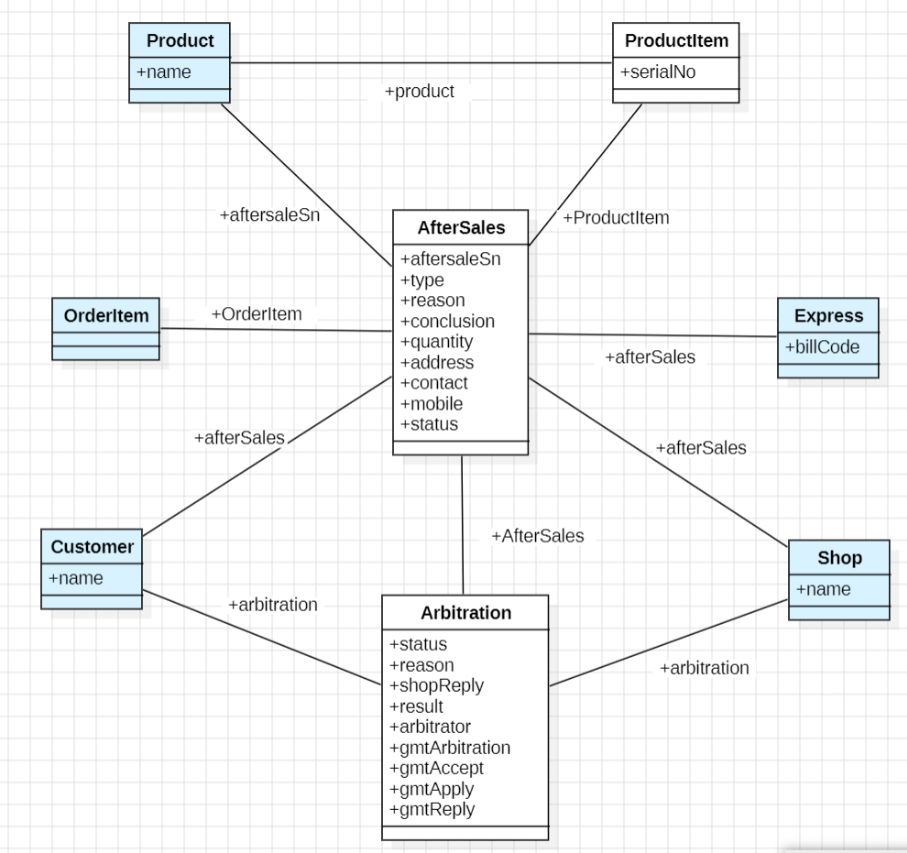 Product
+name
ProductItem
+serialNo
+product
+aftersaleSn
+ProductItem
AfterSales
+aftersaleSn
+type
+reason
+conclusion
+quantity
+address
+contact
+mobile
+status
OrderItem
+OrderItem
Express
+billCode
+afterSales
+afterSales
+afterSales
+AfterSales
Customer
+name
Shop
+name
+arbitration
+arbitration
Arbitration
+status
+reason
+shopReply
+result
+arbitrator
+gmtArbitration
+gmtAccept
+gmtApply
+gmtReply